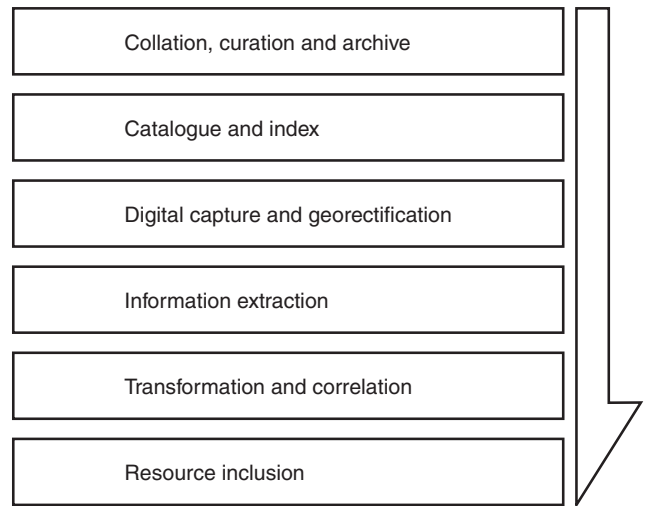 Collation, curation and archive
Catalogue and index
Digital capture and georectification
Information extraction
Transformation and correlation
Resource inclusion